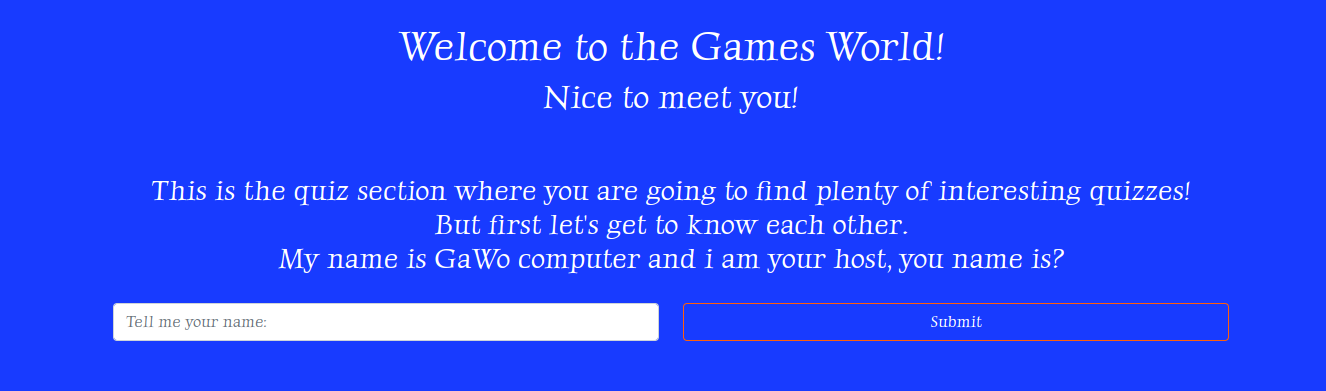 Welcome to the Games World!
Nice to meet you!
This is the quiz section where you are going to find plenty of interesting quizzes!
But first let's get to know each other.
My name is GaWo computer and i am your host, you name is?
Tell me your name:
Submit